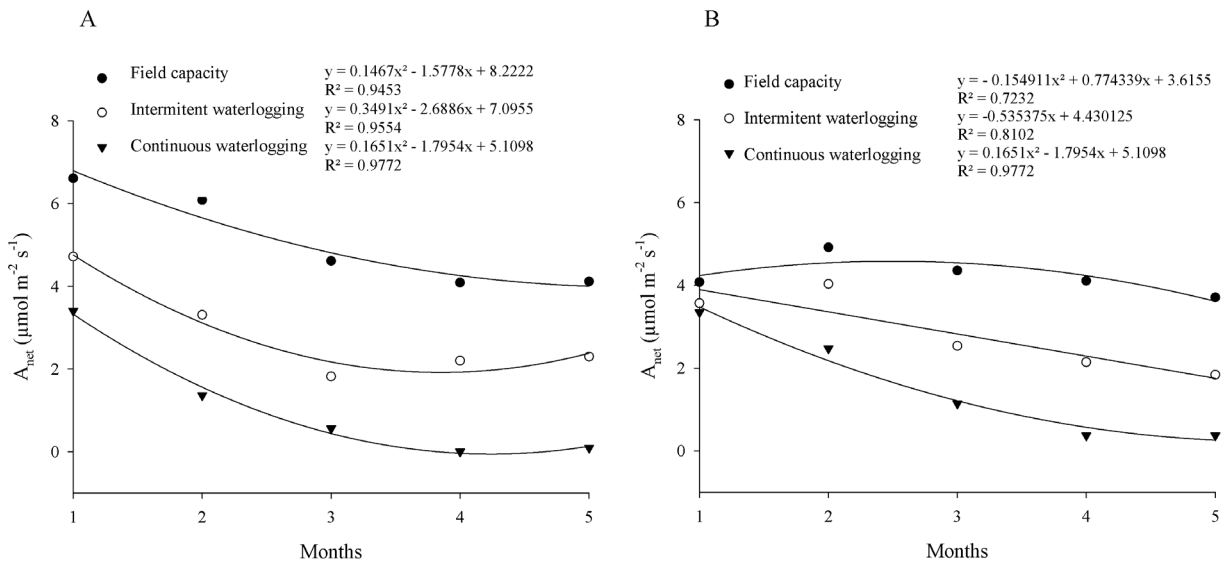 A
Field capacity
y = 0.1467x² - 1.5778x + 8.2222
R² = 0.9453
Intermitent waterlogging
y = 0.3491x² - 2.6886x + 7.0955
R² = 0.9554
Continuous waterlogging
y = 0.1651x² - 1.7954x + 5.1098
R² = 0.9772
8
6
4
2
0
A_net (µmol m⁻² s⁻¹)
1 2 3 4 5
Months
B
Field capacity
y = - 0.154911x² + 0.774339x + 3.6155
R² = 0.7232
Intermitent waterlogging
y = -0.535375x + 4.430125
R² = 0.8102
Continuous waterlogging
y = 0.1651x² - 1.7954x + 5.1098
R² = 0.9772
8
6
4
2
0
A_net (µmol m⁻² s⁻¹)
1 2 3 4 5
Months